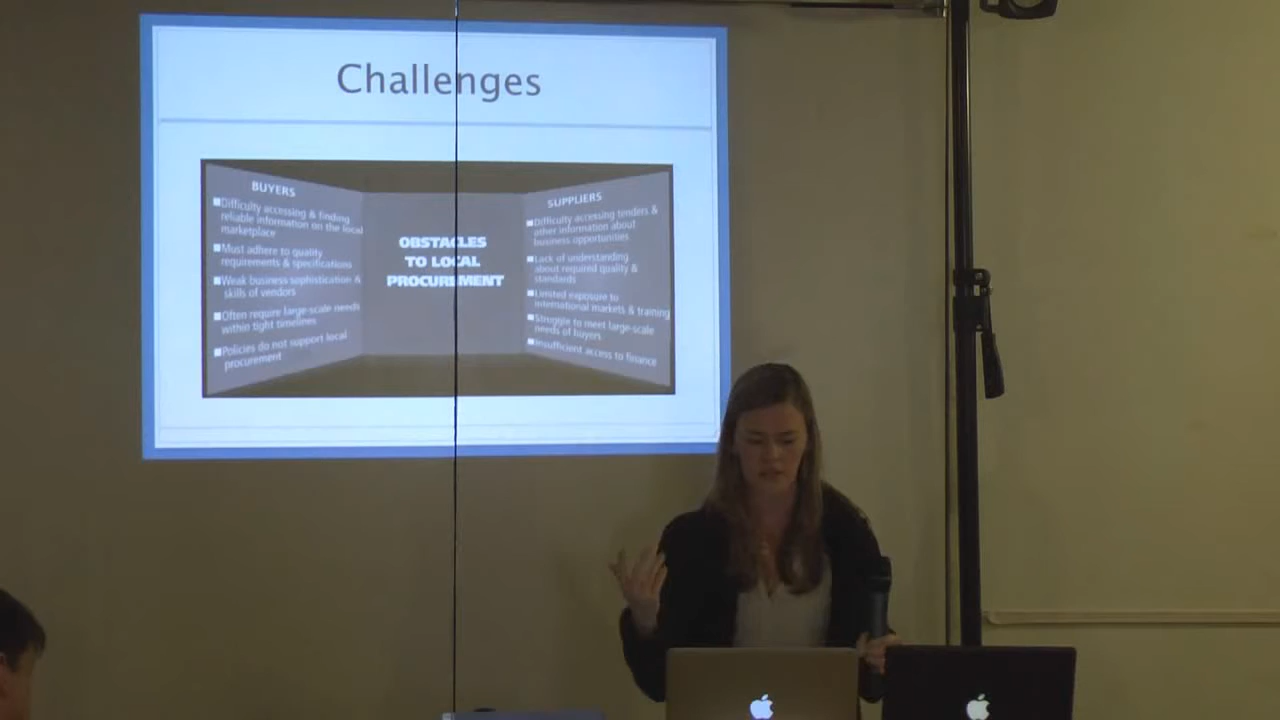 Challenges
BUYERS
Difficulty accessing & finding
reliable information on the local
marketplace
Must adhere to quality
requirements & specifications
Weak business sophistication &
skills of vendors
Often require large-scale needs
within tight timelines
Policies do not support local
procurement
OBSTACLES
TO LOCAL
PROCUREMENT
SUPPLIERS
Difficulty accessing tenders &
other information about
business opportunities
Lack of understanding
about required quality &
standards
Limited exposure to
international markets & training
Struggle to meet large-scale
needs of buyers
Insufficient access to finance